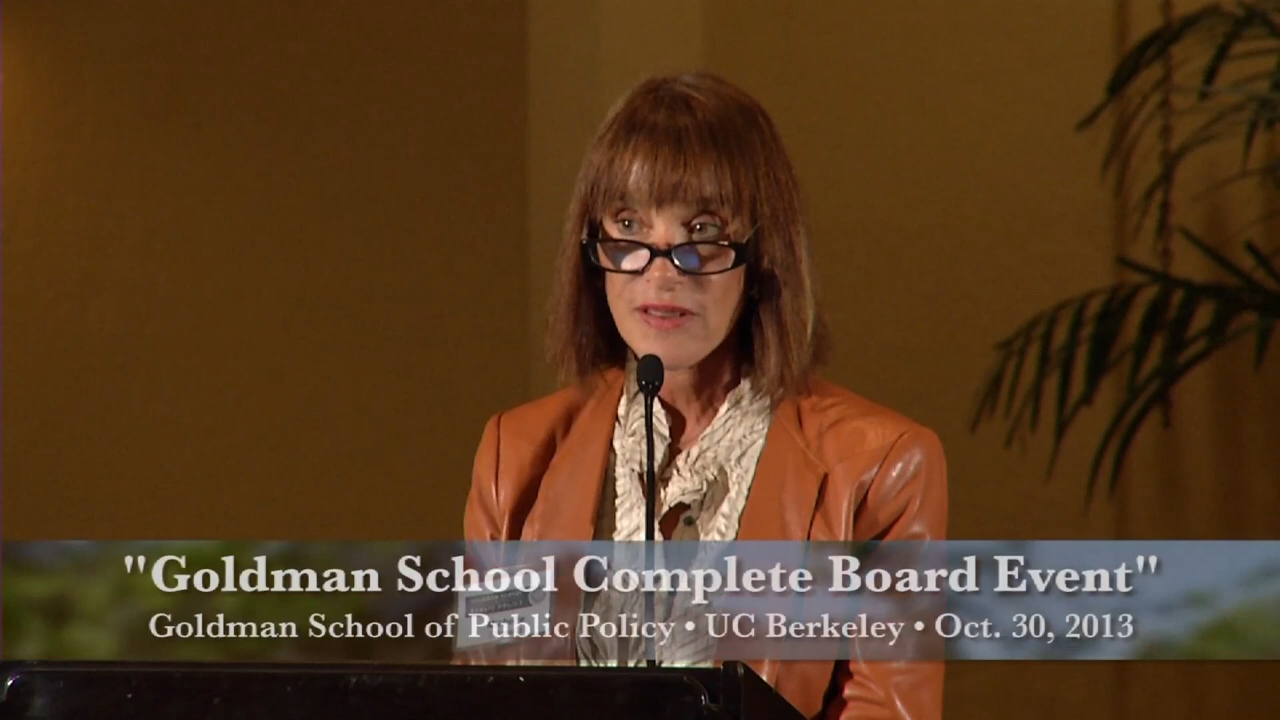 "Goldman School Complete Board Event"
Goldman School of Public Policy • UC Berkeley • Oct. 30, 2013